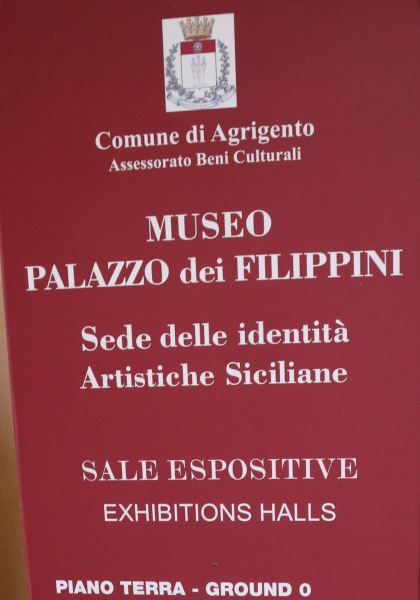 Comune di Agrigento
Assessorato Beni Culturali
MUSEO
PALAZZO dei FILIPPINI
Sede delle identità
Artistiche Siciliane
SALE ESPOSITIVE
EXHIBITIONS HALLS
PIANO TERRA - GROUND 0